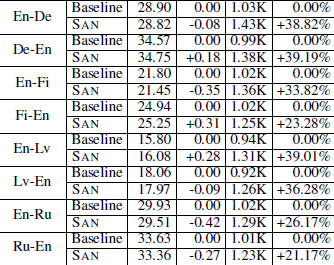 En-De Baseline 28.90 0.00 1.03K 0.00%
SAN 28.82 -0.08 1.43K +38.82%
De-En Baseline 34.57 0.00 0.99K 0.00%
SAN 34.75 +0.18 1.38K +39.19%
En-Fi Baseline 21.80 0.00 1.02K 0.00%
SAN 21.45 -0.35 1.36K +33.82%
Fi-En Baseline 24.94 0.00 1.02K 0.00%
SAN 25.25 +0.31 1.25K +23.28%
En-Lv Baseline 15.80 0.00 0.94K 0.00%
SAN 16.08 +0.28 1.31K +39.01%
Lv-En Baseline 18.06 0.00 0.92K 0.00%
SAN 17.97 -0.09 1.26K +36.28%
En-Ru Baseline 29.93 0.00 1.02K 0.00%
SAN 29.51 -0.42 1.29K +26.17%
Ru-En Baseline 33.63 0.00 1.01K 0.00%
SAN 33.36 -0.27 1.23K +21.17%